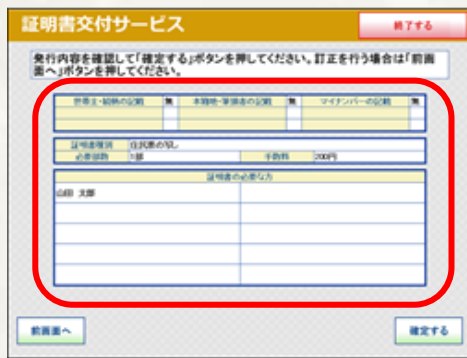 証明書交付サービス
終了する
発行内容を確認して「確定する」ボタンを押してください。訂正を行う場合は「前画
面へ」ボタンを押してください。
世帯主・続柄の記載 無 本籍地・筆頭者の記載 無 マイナンバーの記載 無
証明書種別 住民票の写し
必要部数 1部 手数料 200円
証明書の必要な方
山田 太郎
前画面へ
確定する